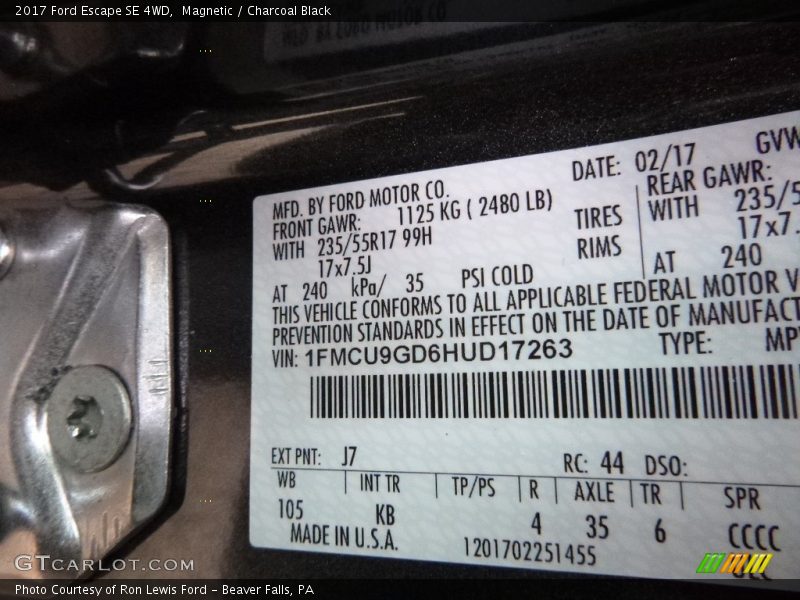 2017 Ford Escape SE 4WD, Magnetic / Charcoal Black
DATE: 02/17 GVW
MFD. BY FORD MOTOR CO.
FRONT GAWR: 1125 KG ( 2480 LB) REAR GAWR:
WITH 235/55R17 99H TIRES WITH 235/5
17x7.5J RIMS 17x7.
AT 240 kPa/ 35 PSI COLD AT 240
THIS VEHICLE CONFORMS TO ALL APPLICABLE FEDERAL MOTOR V
PREVENTION STANDARDS IN EFFECT ON THE DATE OF MANUFACT
VIN: 1FMCU9GD6HUD17263 TYPE: MP
EXT PNT: J7 RC: 44 DSO:
WB INT TR TP/PS R AXLE TR SPR
105 KB 4 35 6 CCCC
MADE IN U.S.A. 1201702251455
GTCARLOT.COM
Photo Courtesy of Ron Lewis Ford - Beaver Falls, PA